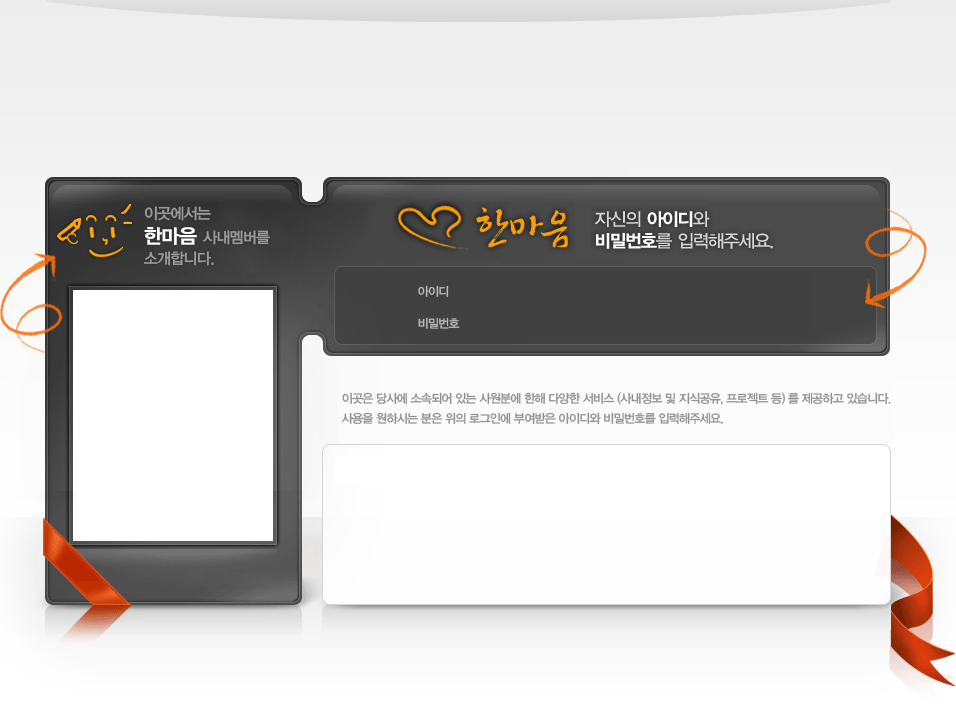 이곳에서는
한마음 사내멤버를
소개합니다.
한마음
자신의 아이디와
비밀번호를 입력해주세요.
아이디
비밀번호
이곳은 당사에 소속되어 있는 사원분에 한해 다양한 서비스 (사내정보 및 지식공유, 프로젝트 등) 를 제공하고 있습니다.
사용을 원하시는 분은 위의 로그인에 부여받은 아이디와 비밀번호를 입력해주세요.